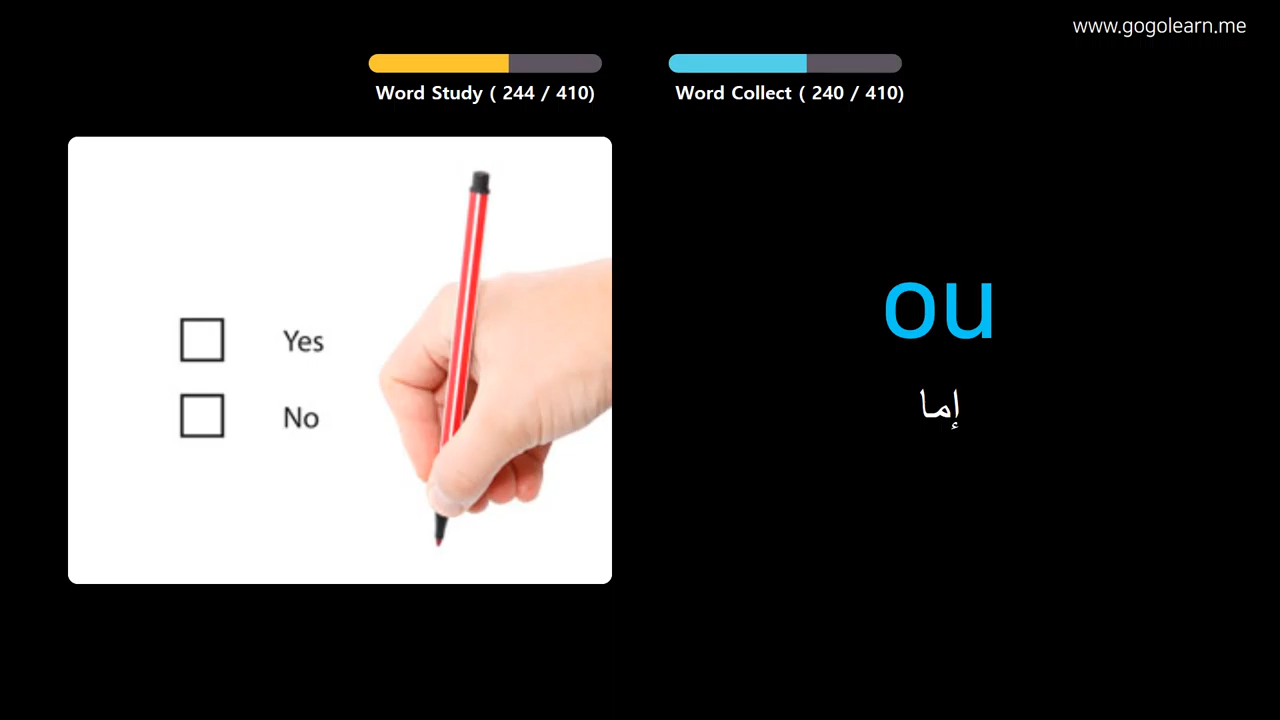 www.gogolearn.me
Word Study ( 244 / 410)
Word Collect ( 240 / 410)
Yes
No
ou
إما